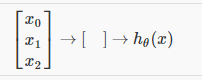 [x₀
x₁
x₂] → [ ] → hθ(x)